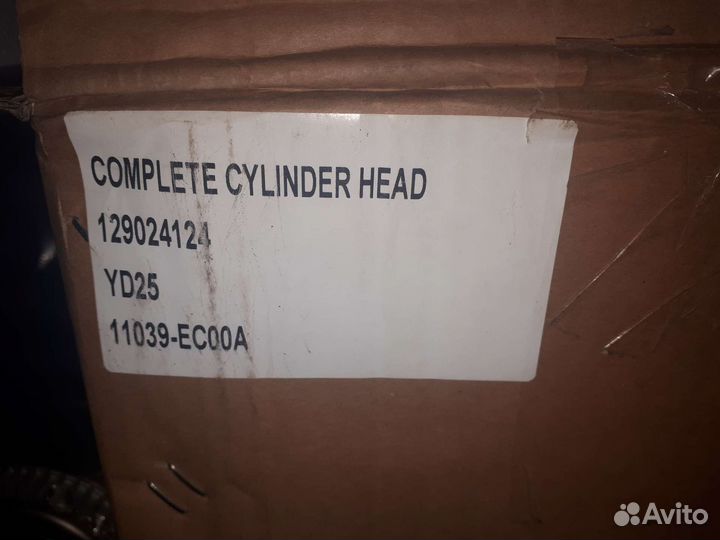 COMPLETE CYLINDER HEAD
129024124
YD25
11039-EC00A
Avito